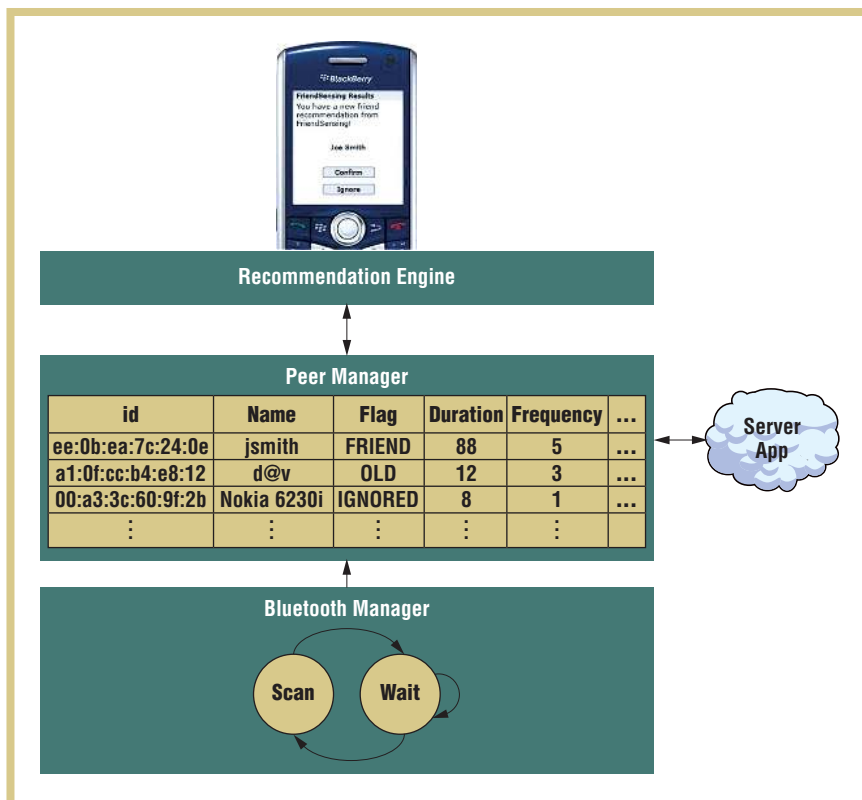 BlackBerry
FriendSensing Results
You have a new friend
recommendation from
FriendSensing!
Joe Smith
Confirm
Ignore
Recommendation Engine
Peer Manager
id Name Flag Duration Frequency ...
ee:0b:ea:7c:24:0e jsmith FRIEND 88 5 ...
a1:0f:cc:b4:e8:12 d@v OLD 12 3 ...
00:a3:3c:60:9f:2b Nokia 6230i IGNORED 8 1 ...
⋮ ⋮ ⋮ ⋮ ⋮
Server
App
Bluetooth Manager
Scan Wait